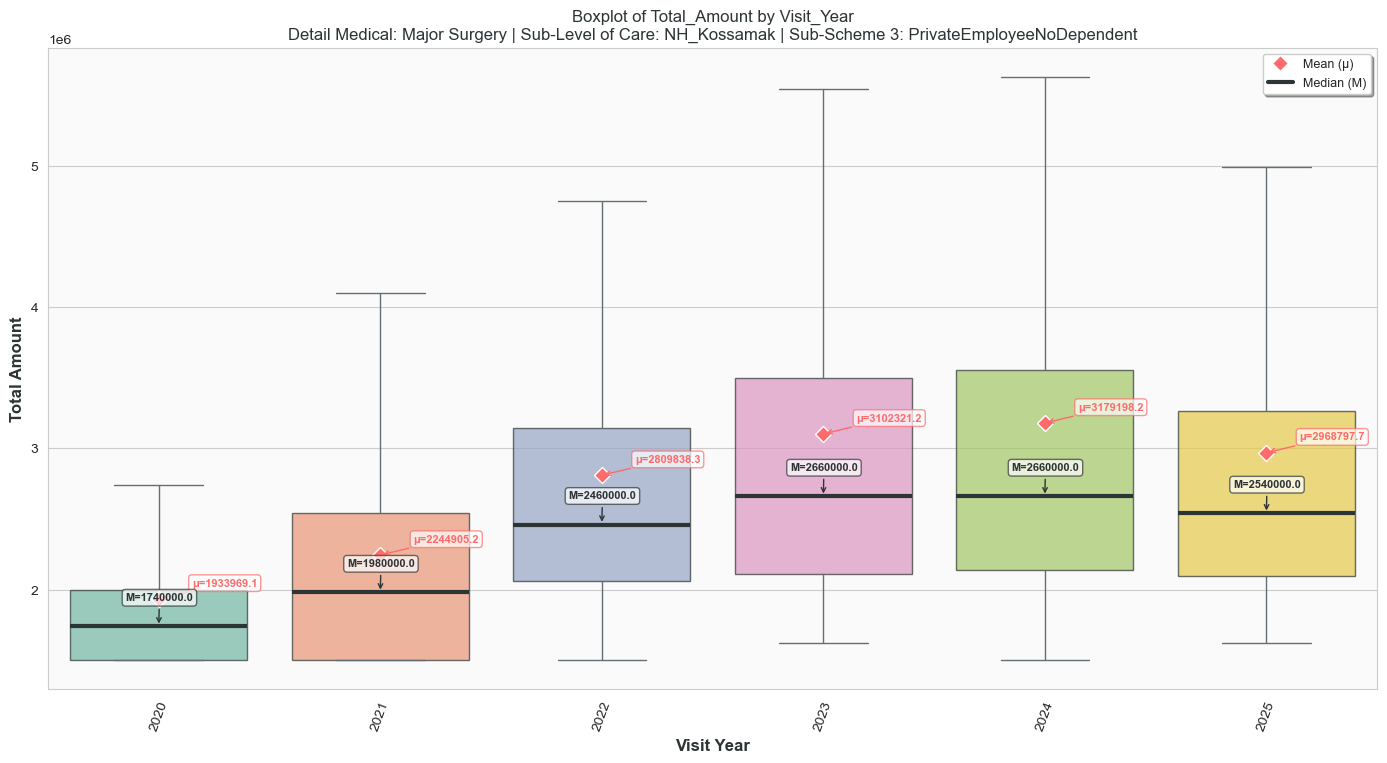 Boxplot of Total_Amount by Visit_Year
Detail Medical: Major Surgery | Sub-Level of Care: NH_Kossamak | Sub-Scheme 3: PrivateEmployeeNoDependent
1e6
Mean (μ)
Median (M)
5
4
3
2
Total Amount
μ=1933969.1
M=1740000.0
μ=2244905.2
M=1980000.0
μ=2809838.3
M=2460000.0
μ=3102321.2
M=2660000.0
μ=3179198.2
M=2660000.0
μ=2968797.7
M=2540000.0
2020
2021
2022
2023
2024
2025
Visit Year